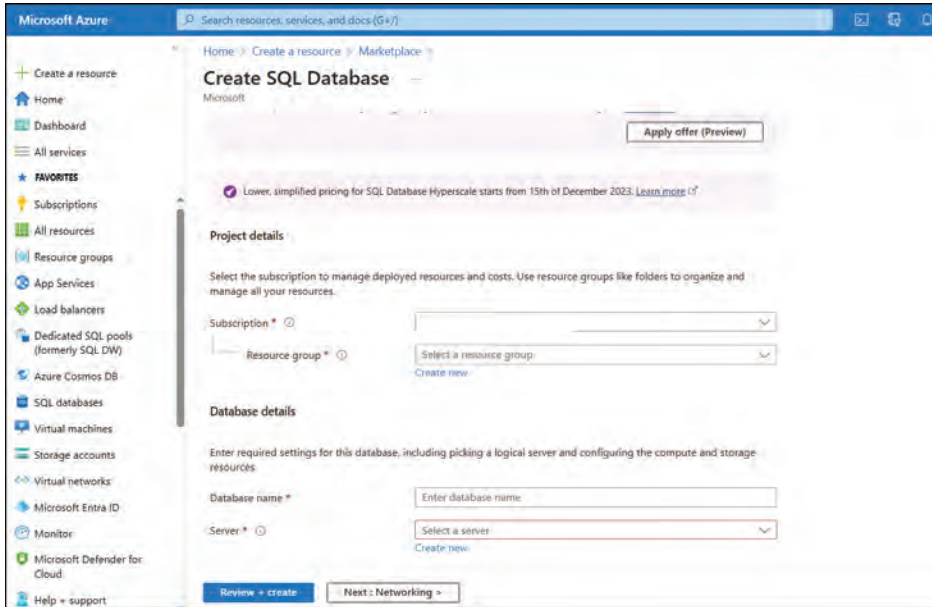 Microsoft Azure
Search resources, services, and docs (G+/)
Home > Create a resource > Marketplace >
Create SQL Database ...
Microsoft
Apply offer (Preview)
Lower, simplified pricing for SQL Database Hyperscale starts from 15th of December 2023. Learn more
Project details
Select the subscription to manage deployed resources and costs. Use resource groups like folders to organize and
manage all your resources.
Subscription *
Resource group *
Select a resource group
Create new
Database details
Enter required settings for this database, including picking a logical server and configuring the compute and storage
resources
Database name *
Enter database name
Server *
Select a server
Create new
Review + create
Next : Networking >
Create a resource
Home
Dashboard
All services
FAVORITES
Subscriptions
All resources
Resource groups
App Services
Load balancers
Dedicated SQL pools
(formerly SQL DW)
Azure Cosmos DB
SQL databases
Virtual machines
Storage accounts
Virtual networks
Microsoft Entra ID
Monitor
Microsoft Defender for
Cloud
Help + support